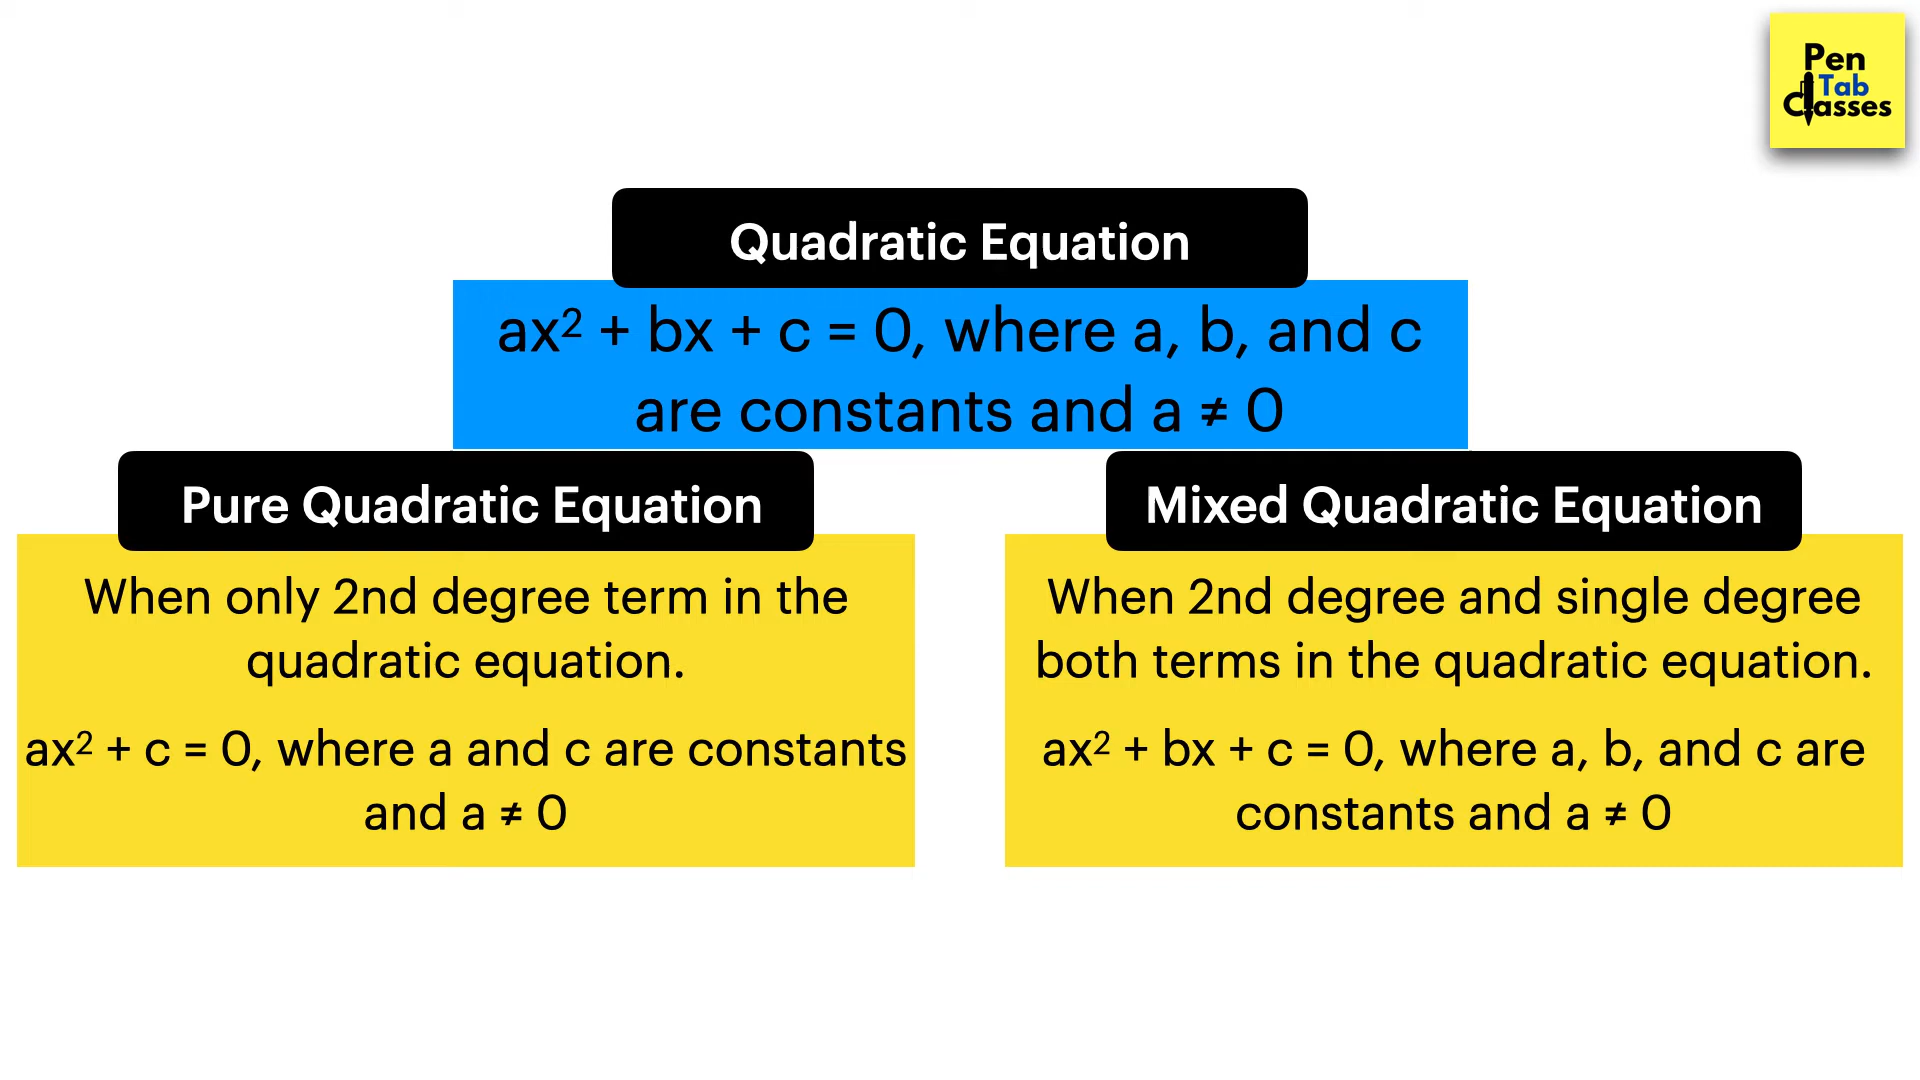 Pen
Tab
Classes
Quadratic Equation
ax² + bx + c = 0, where a, b, and c
are constants and a ≠ 0
Pure Quadratic Equation
When only 2nd degree term in the
quadratic equation.
ax² + c = 0, where a and c are constants
and a ≠ 0
Mixed Quadratic Equation
When 2nd degree and single degree
both terms in the quadratic equation.
ax² + bx + c = 0, where a, b, and c are
constants and a ≠ 0